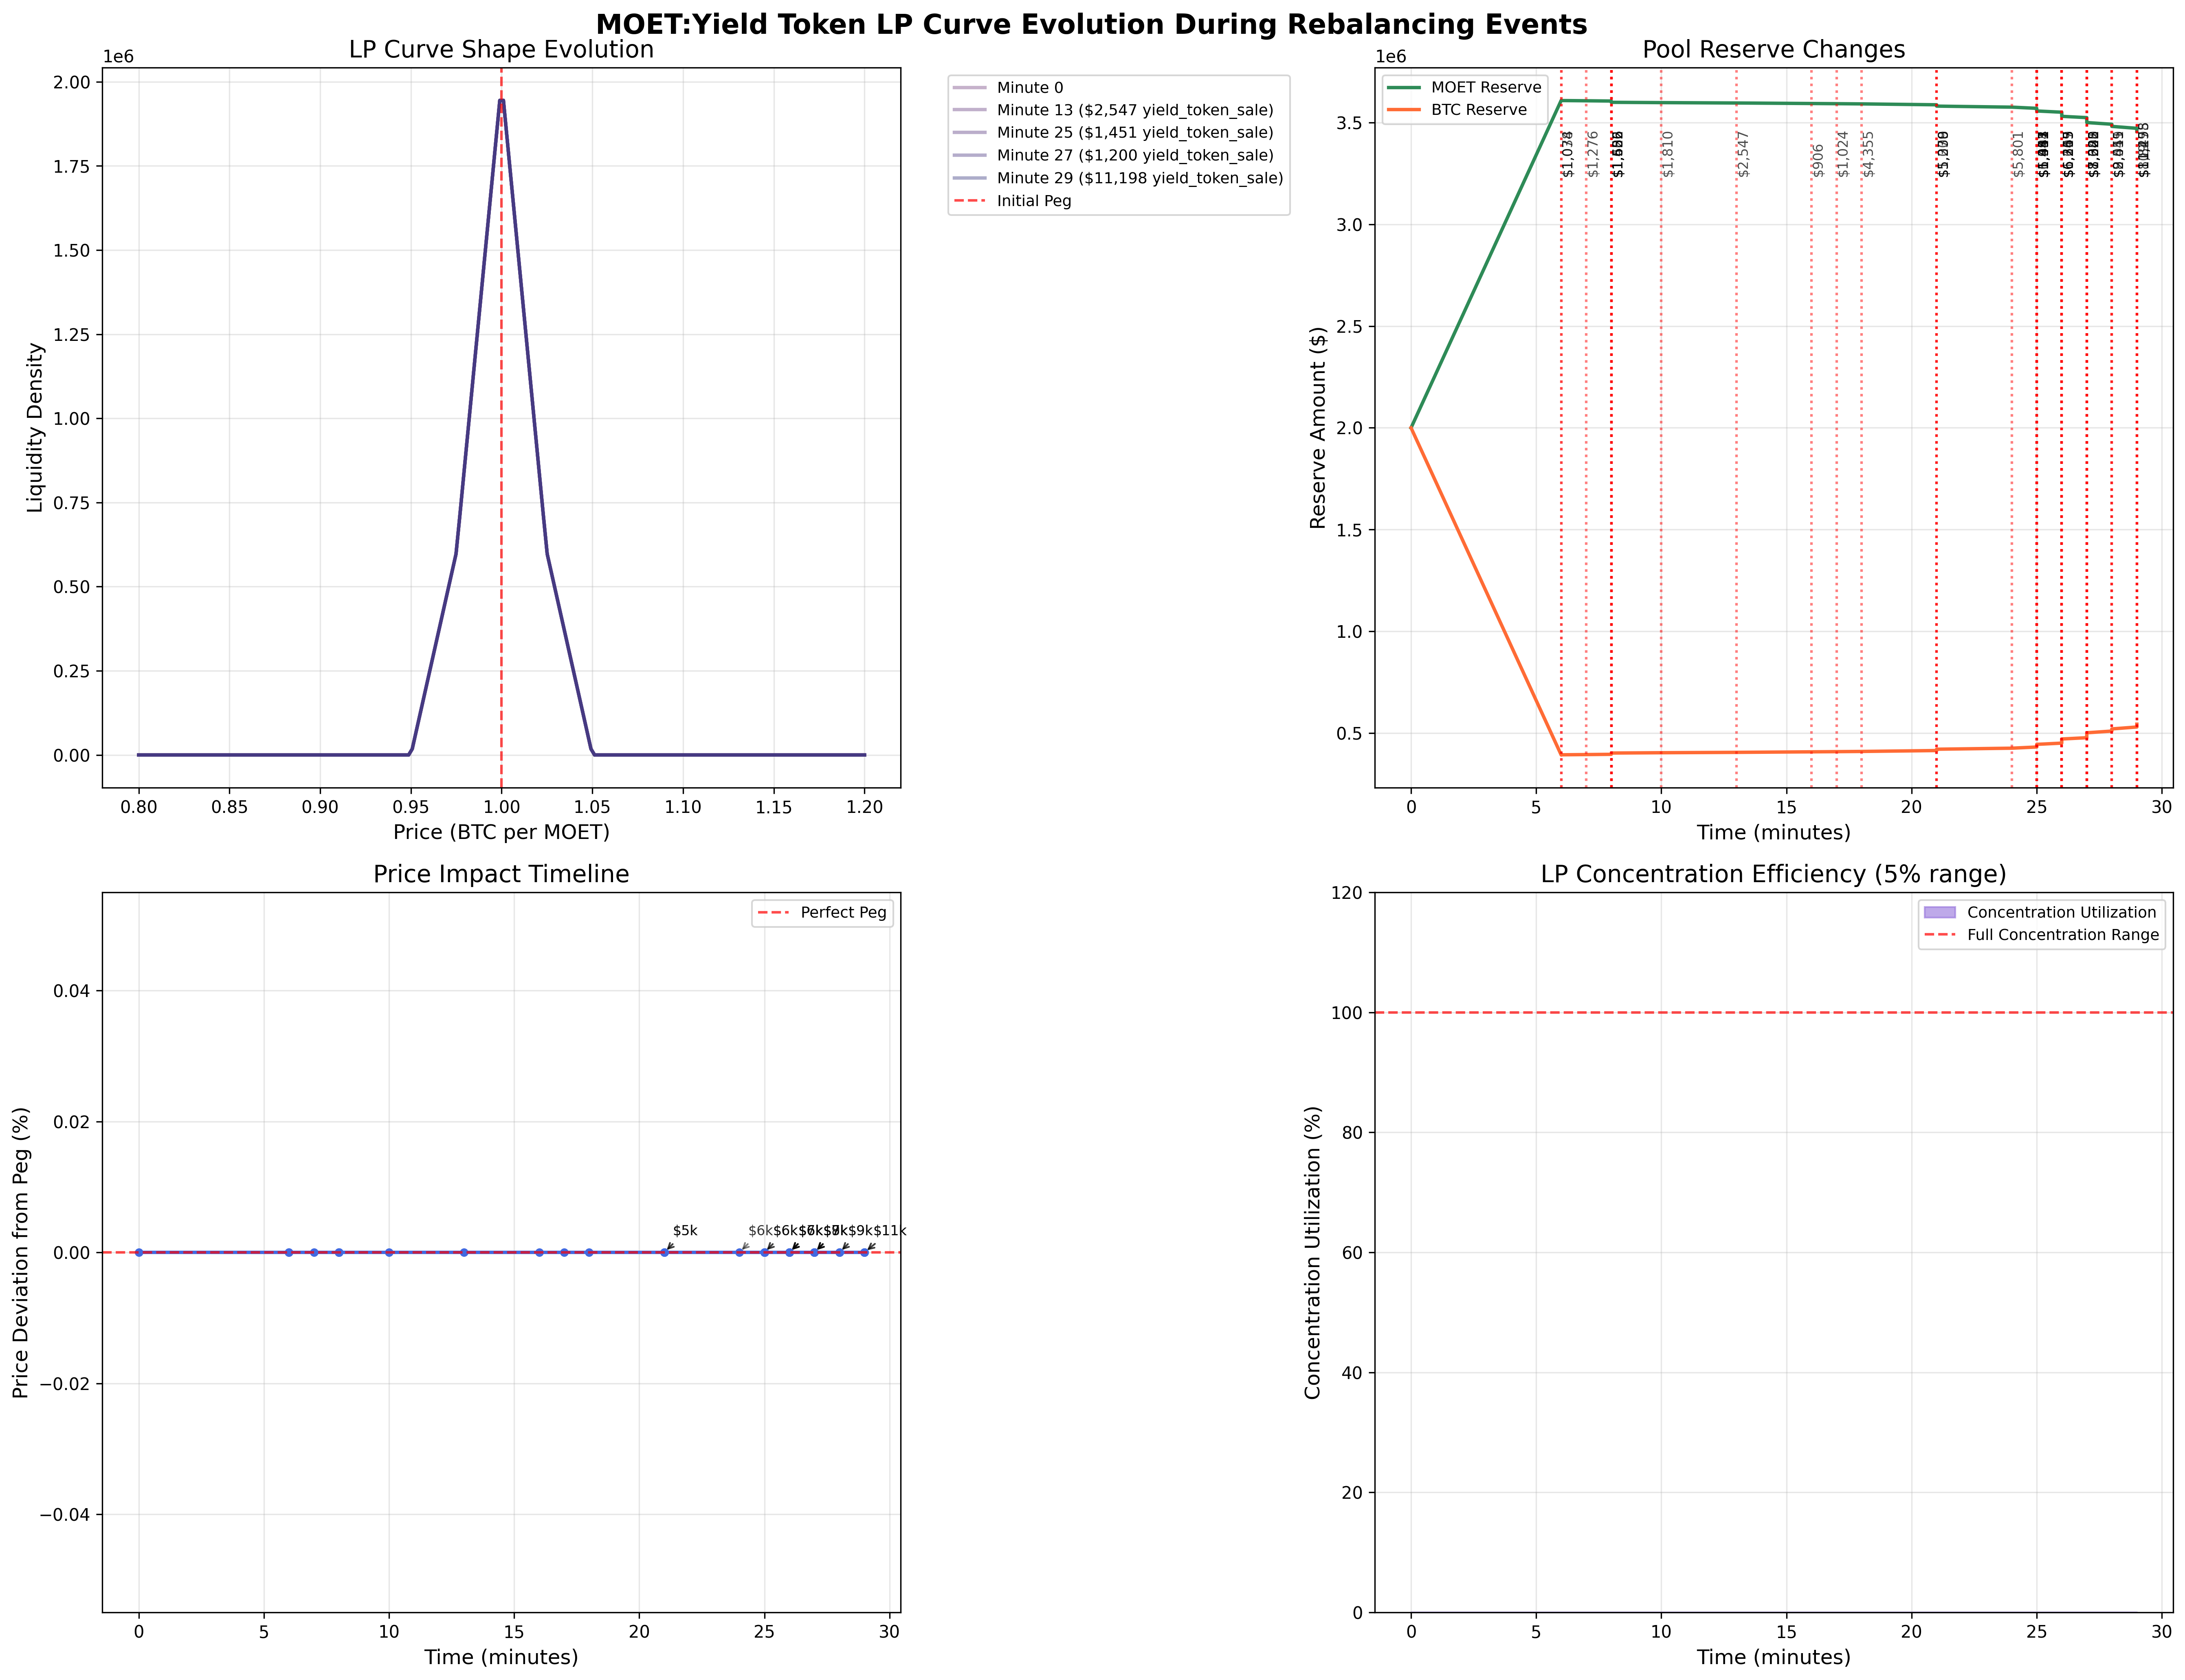 MOET:Yield Token LP Curve Evolution During Rebalancing Events
LP Curve Shape Evolution
1e6
2.00
1.75
1.50
1.25
1.00
0.75
0.50
0.25
0.00
Liquidity Density
0.80 0.85 0.90 0.95 1.00 1.05 1.10 1.15 1.20
Price (BTC per MOET)
Minute 0
Minute 13 ($2,547 yield_token_sale)
Minute 25 ($1,451 yield_token_sale)
Minute 27 ($1,200 yield_token_sale)
Minute 29 ($11,198 yield_token_sale)
Initial Peg
Pool Reserve Changes
1e6
MOET Reserve
BTC Reserve
3.5
3.0
2.5
2.0
1.5
1.0
0.5
Reserve Amount ($)
$1,276
$1,810
$2,547
$906
$1,024
$4,355
$5,801
0 5 10 15 20 25 30
Time (minutes)
Price Impact Timeline
Perfect Peg
0.04
0.02
0.00
−0.02
−0.04
Price Deviation from Peg (%)
$5k
$6k
$6k
$9k
$11k
0 5 10 15 20 25 30
Time (minutes)
LP Concentration Efficiency (5% range)
Concentration Utilization
Full Concentration Range
120
100
80
60
40
20
0
Concentration Utilization (%)
0 5 10 15 20 25 30
Time (minutes)